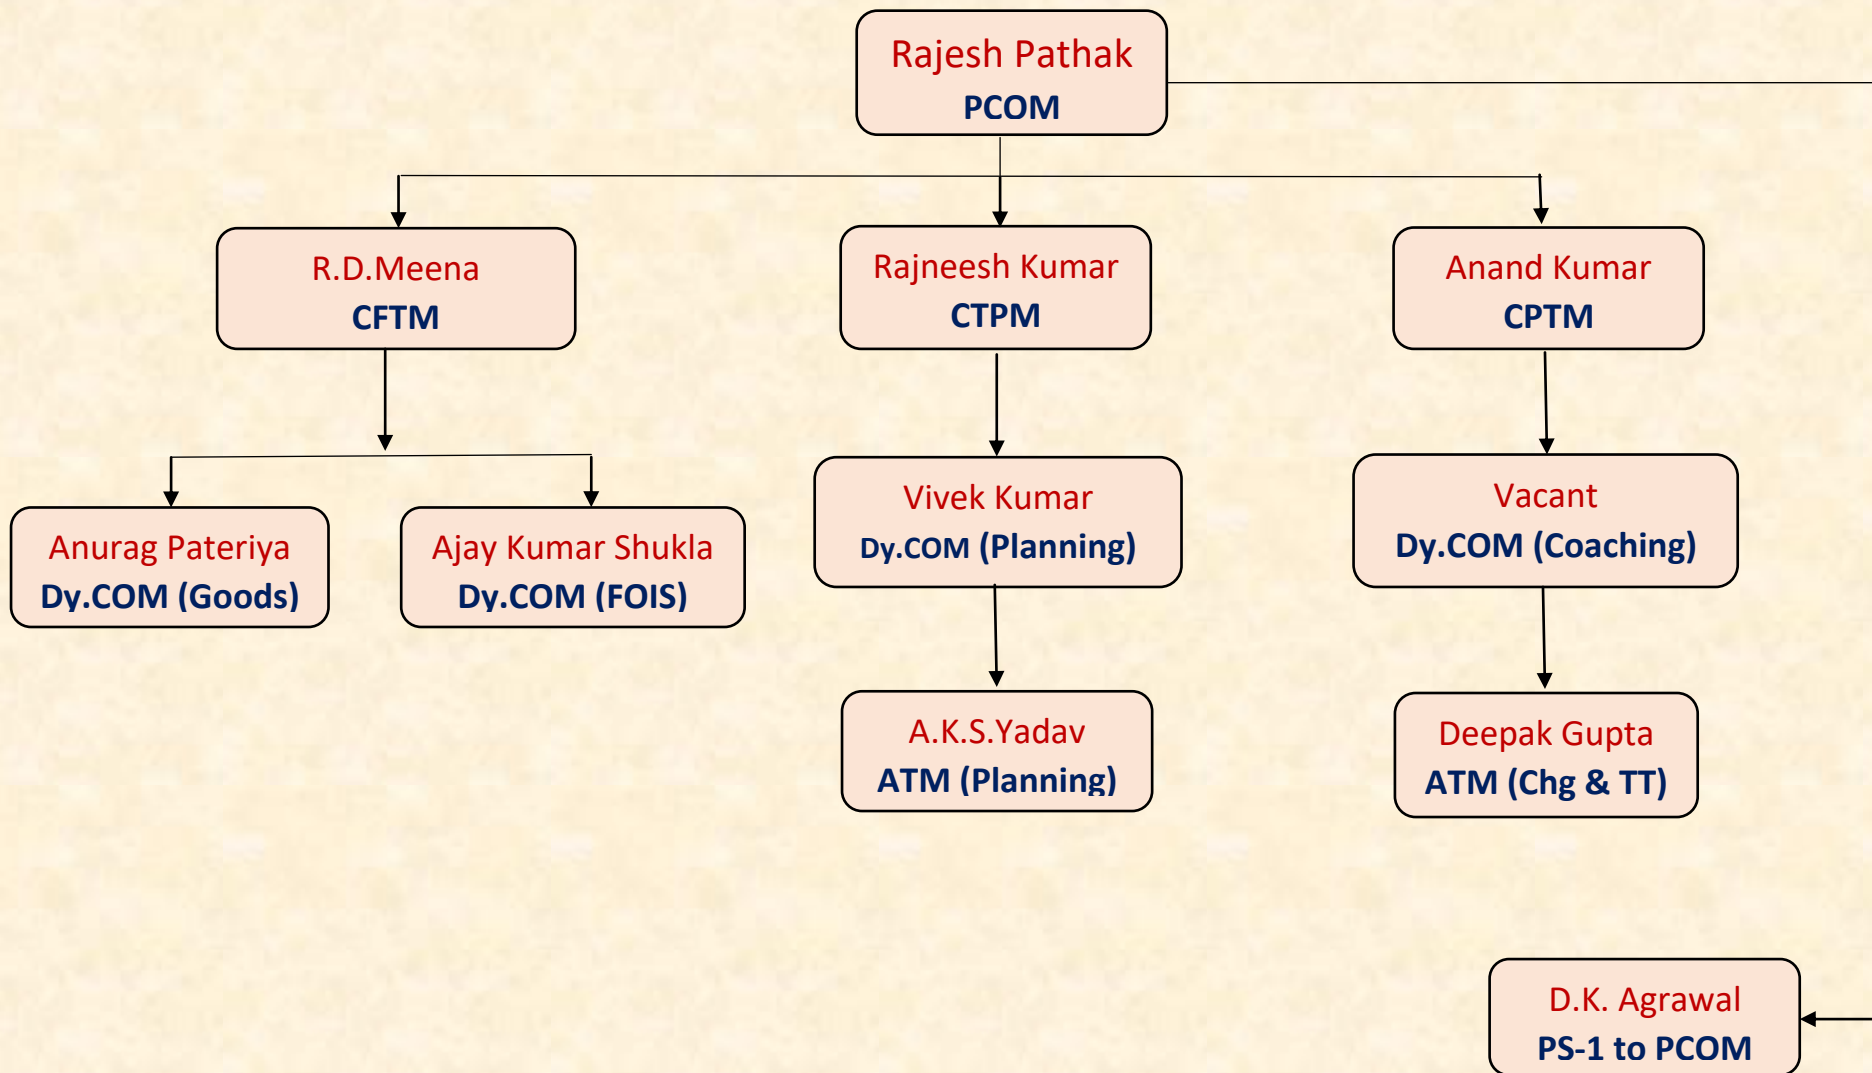 Rajesh Pathak
PCOM
R.D.Meena
CFTM
Rajneesh Kumar
CTPM
Anand Kumar
CPTM
Anurag Pateriya
Dy.COM (Goods)
Ajay Kumar Shukla
Dy.COM (FOIS)
Vivek Kumar
Dy.COM (Planning)
Vacant
Dy.COM (Coaching)
A.K.S.Yadav
ATM (Planning)
Deepak Gupta
ATM (Chg & TT)
D.K. Agrawal
PS-1 to PCOM